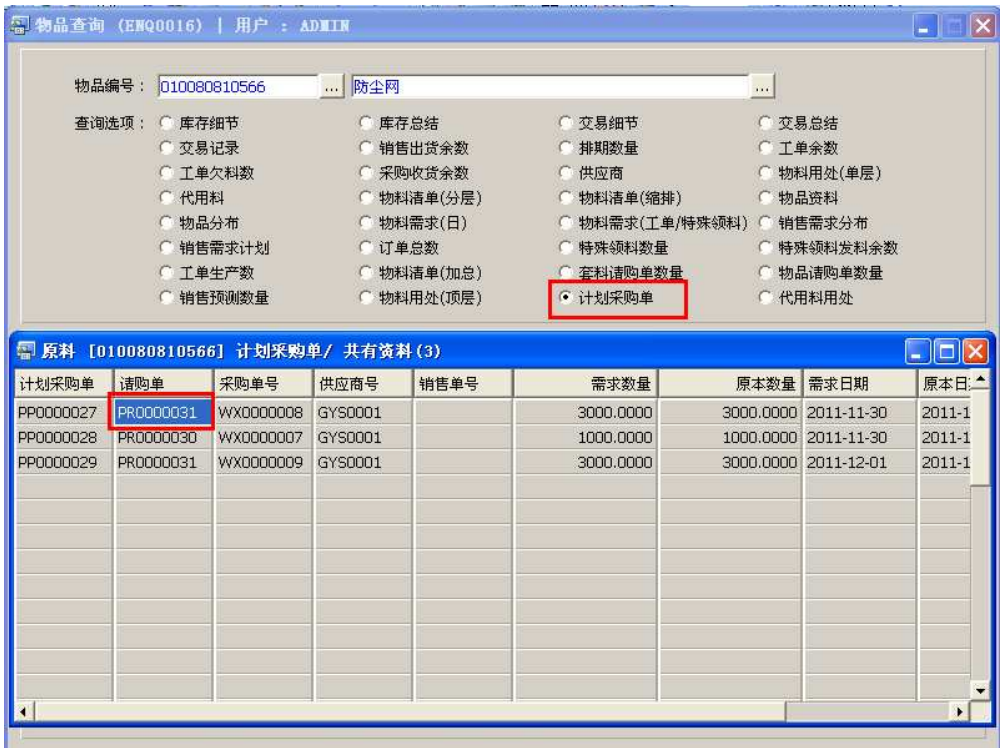 物品查询 (ENQ0016) | 用户 : ADMIN
物品编号： 010080810566 ... 防尘网 ...
查询选项： 库存细节 库存总结 交易细节 交易总结
交易记录 销售出货余数 排期数量 工单余数
工单欠料数 采购收货余数 供应商 物料用处(单层)
代用料 物料清单(分层) 物料清单(缩排) 物品资料
物品分布 物料需求(日) 物料需求(工单/特殊领料) 销售需求分布
销售需求计划 订单总数 特殊领料数量 特殊领料发料余数
工单生产数 物料清单(加总) 套料请购单数量 物品请购单数量
销售预测数量 物料用处(顶层) 计划采购单 代用料用处
原料 [010080810566] 计划采购单/ 共有资料(3)
计划采购单 请购单 采购单号 供应商号 销售单号 需求数量 原本数量 需求日期 原本日
PP0000027 PR0000031 WX0000008 GYS0001 3000.0000 3000.0000 2011-11-30 2011-1
PP0000028 PR0000030 WX0000007 GYS0001 1000.0000 1000.0000 2011-11-30 2011-1
PP0000029 PR0000031 WX0000009 GYS0001 3000.0000 3000.0000 2011-12-01 2011-1